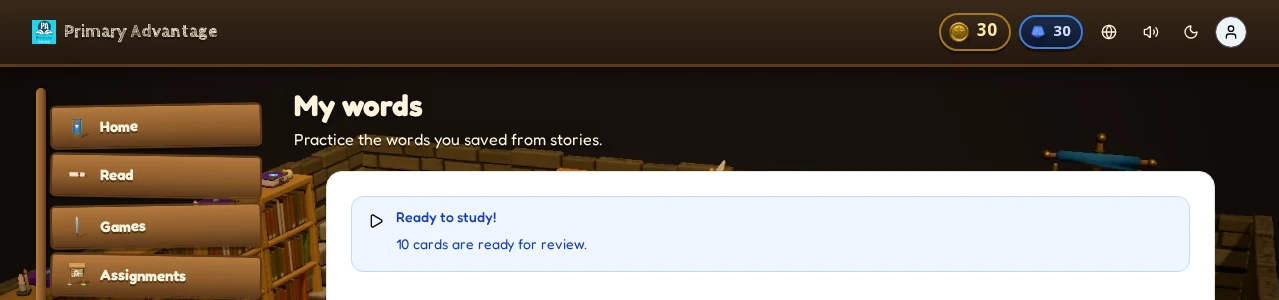 Primary Advantage
30
30
Home
Read
Games
Assignments
My words
Practice the words you saved from stories.
Ready to study!
10 cards are ready for review.